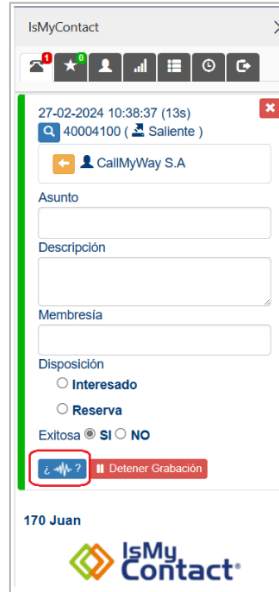 IsMyContact
1 0
27-02-2024 10:38:37 (13s)
40004100 ( Saliente )
CallMyWay S.A
Asunto
Descripción
Membresía
Disposición
Interesado
Reserva
Exitosa SI NO
¿ ? Detener Grabación
170 Juan
IsMy
Contact